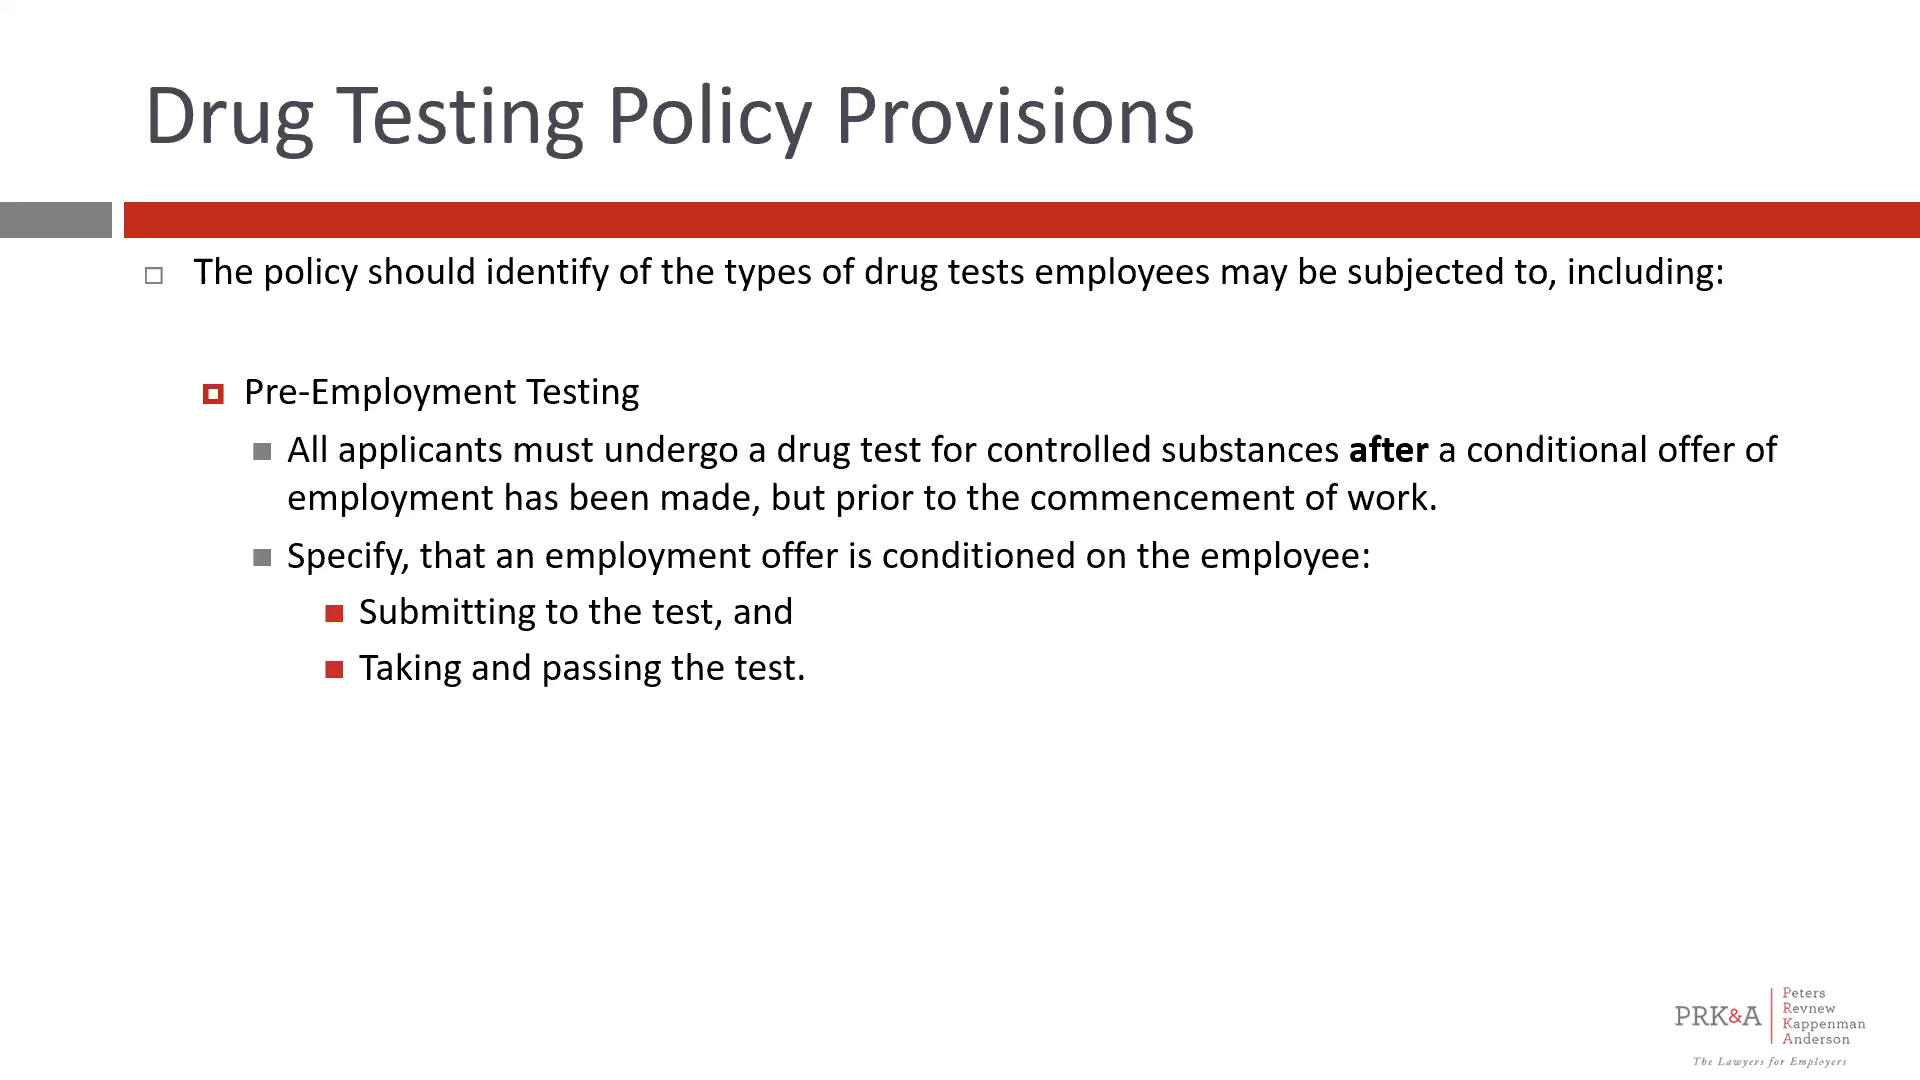 Drug Testing Policy Provisions
The policy should identify of the types of drug tests employees may be subjected to, including:
Pre-Employment Testing
All applicants must undergo a drug test for controlled substances after a conditional offer of
employment has been made, but prior to the commencement of work.
Specify, that an employment offer is conditioned on the employee:
Submitting to the test, and
Taking and passing the test.
PRK&A
Peters
Revnew
Kappenman
Anderson
The Lawyers for Employers